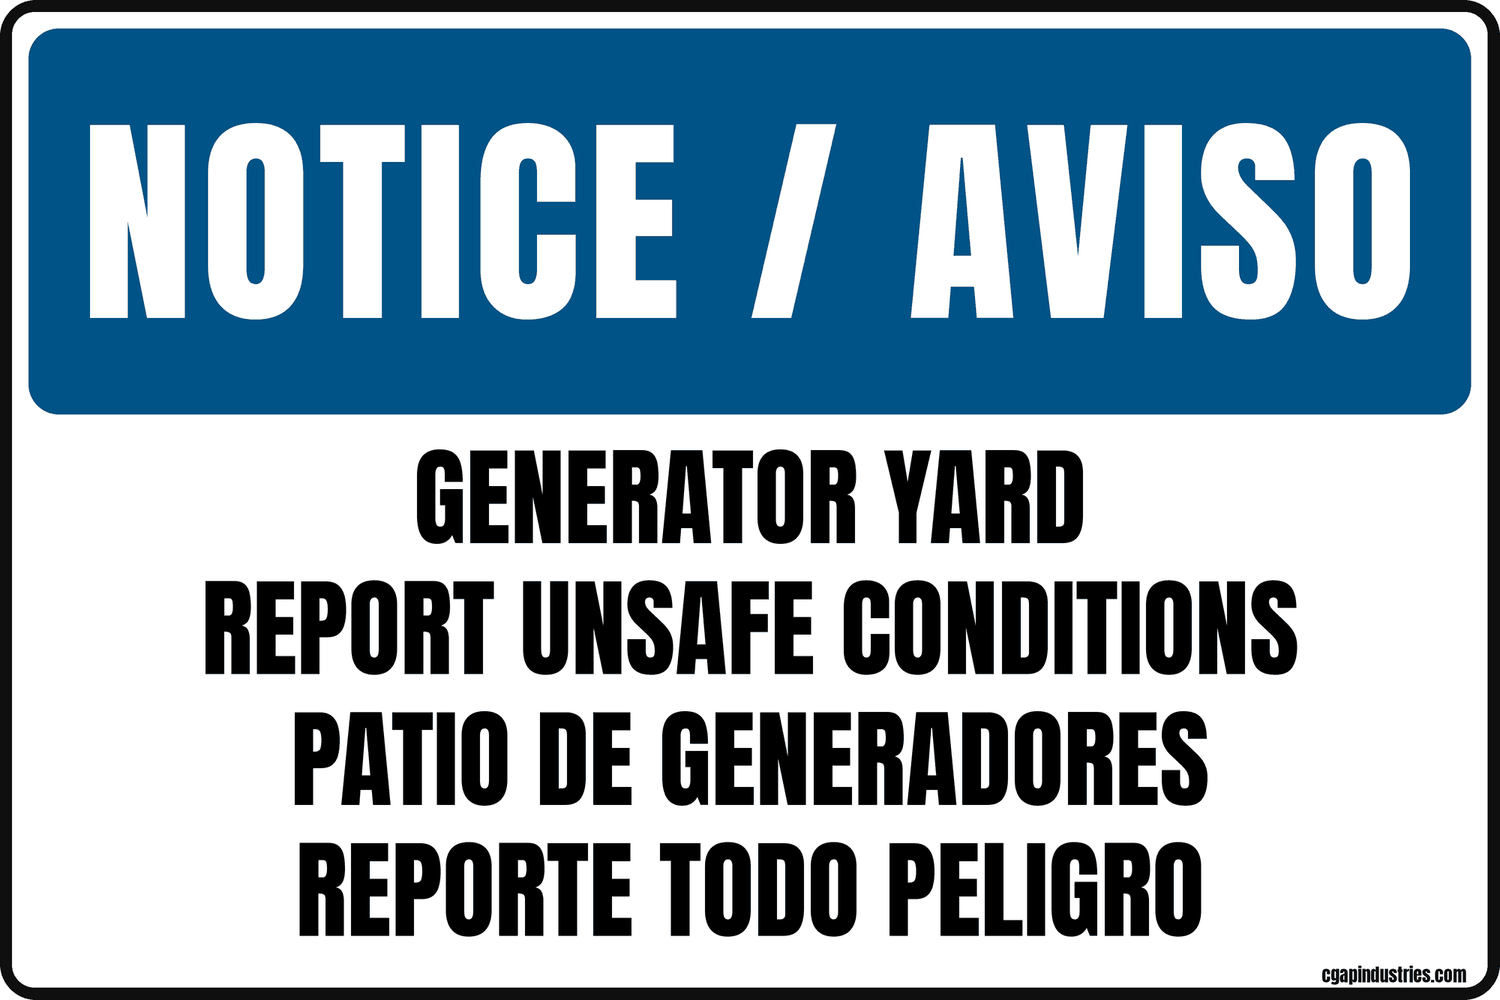 NOTICE / AVISO
GENERATOR YARD
REPORT UNSAFE CONDITIONS
PATIO DE GENERADORES
REPORTE TODO PELIGRO
cgapindustries.com